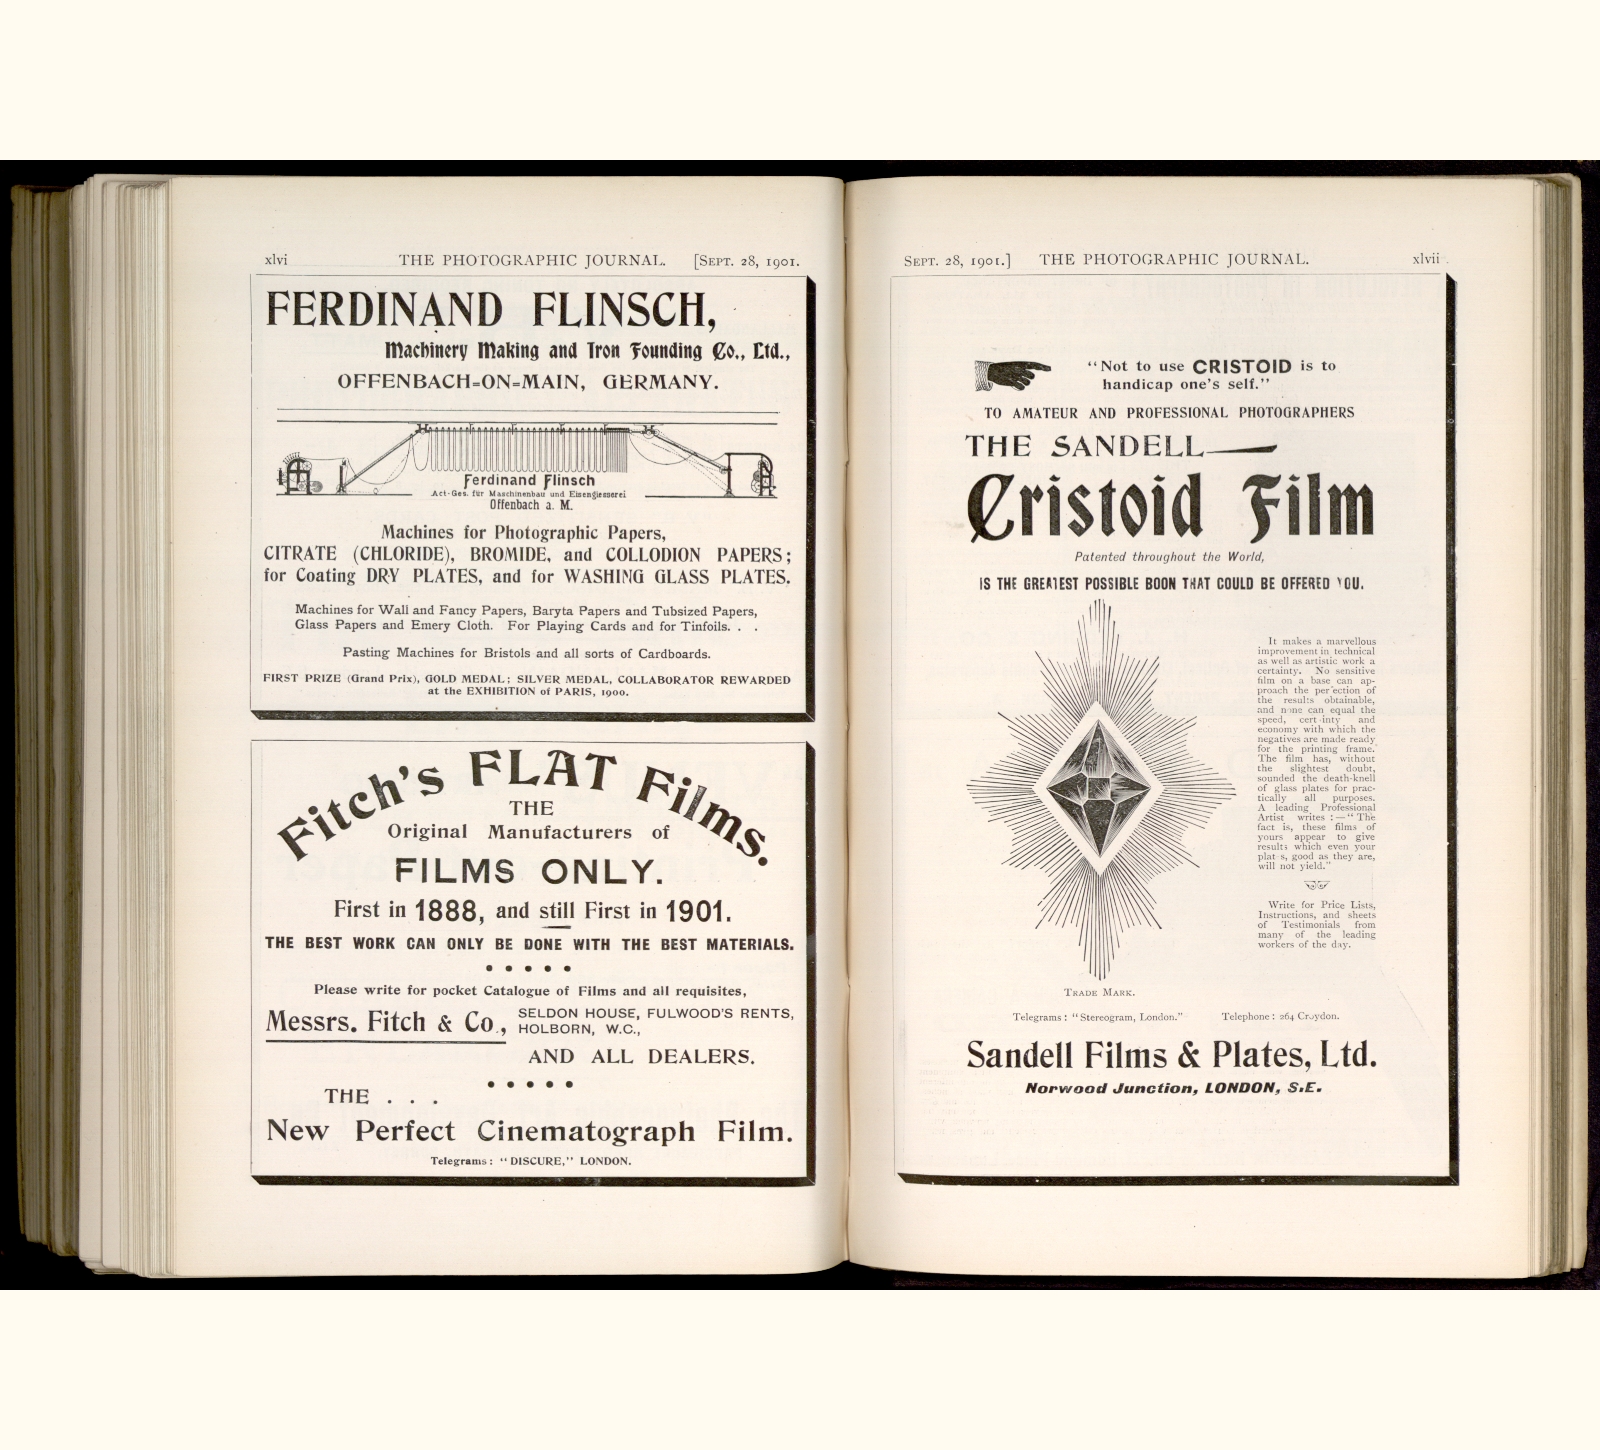 xlvi THE PHOTOGRAPHIC JOURNAL. [SEPT. 28, 1901.
FERDINAND FLINSCH,
Machinery Making and Iron Founding Co., Ltd.,
OFFENBACH=ON=MAIN, GERMANY.
Ferdinand Flinsch
Act-Ges. für Maschinenbau und Eisengiesserei
Offenbach a. M.
Machines for Photographic Papers,
CITRATE (CHLORIDE), BROMIDE, and COLLODION PAPERS;
for Coating DRY PLATES, and for WASHING GLASS PLATES.
Machines for Wall and Fancy Papers, Baryta Papers and Tubsized Papers,
Glass Papers and Emery Cloth. For Playing Cards and for Tinfoils. . .
Pasting Machines for Bristols and all sorts of Cardboards.
FIRST PRIZE (Grand Prix), GOLD MEDAL; SILVER MEDAL, COLLABORATOR REWARDED
at the EXHIBITION of PARIS, 1900.
Fitch's FLAT Films.
THE
Original Manufacturers of
FILMS ONLY.
First in 1888, and still First in 1901.
THE BEST WORK CAN ONLY BE DONE WITH THE BEST MATERIALS.
• • • • •
Please write for pocket Catalogue of Films and all requisites,
Messrs. Fitch & Co., SELDON HOUSE, FULWOOD'S RENTS,
HOLBORN, W.C.,
AND ALL DEALERS.
• • • • •
THE . . .
New Perfect Cinematograph Film.
Telegrams: "DISCURE," LONDON.
SEPT. 28, 1901.] THE PHOTOGRAPHIC JOURNAL. xlvii
"Not to use CRISTOID is to
handicap one's self."
TO AMATEUR AND PROFESSIONAL PHOTOGRAPHERS
THE SANDELL
Cristoid Film
Patented throughout the World,
IS THE GREATEST POSSIBLE BOON THAT COULD BE OFFERED YOU.
It makes a marvellous
improvement in technical
as well as artistic work a
certainty. No sensitive
film on a base can ap-
proach the perfection of
the results obtainable,
and none can equal the
speed, certainty and
economy with which the
negatives are made ready
for the printing frame.
The film has, without
the slightest doubt,
sounded the death-knell
of glass plates for prac-
tically all purposes.
A leading Professional
Artist writes :—"The
fact is, these films of
yours appear to give
results which even your
plates, good as they are,
will not yield."
Write for Price Lists,
Instructions, and sheets
of Testimonials from
many of the leading
workers of the day.
TRADE MARK.
Telegrams: "Stereogram, London." Telephone: 264 Croydon.
Sandell Films & Plates, Ltd.
Norwood Junction, LONDON, S.E.